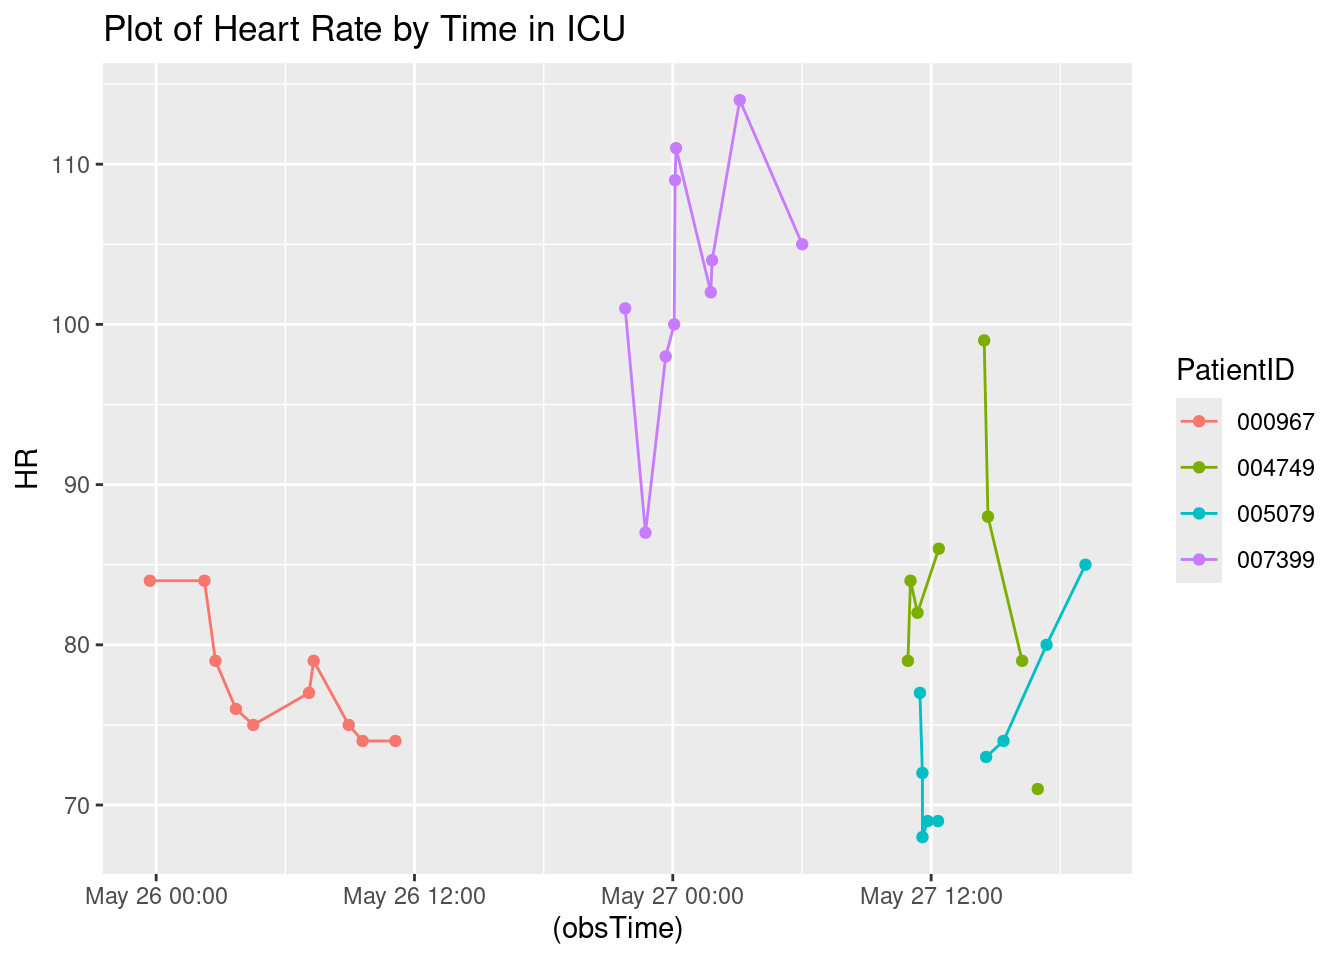 Plot of Heart Rate by Time in ICU
HR
110
100
90
80
70
May 26 00:00
May 26 12:00
May 27 00:00
May 27 12:00
(obsTime)
PatientID
000967
004749
005079
007399